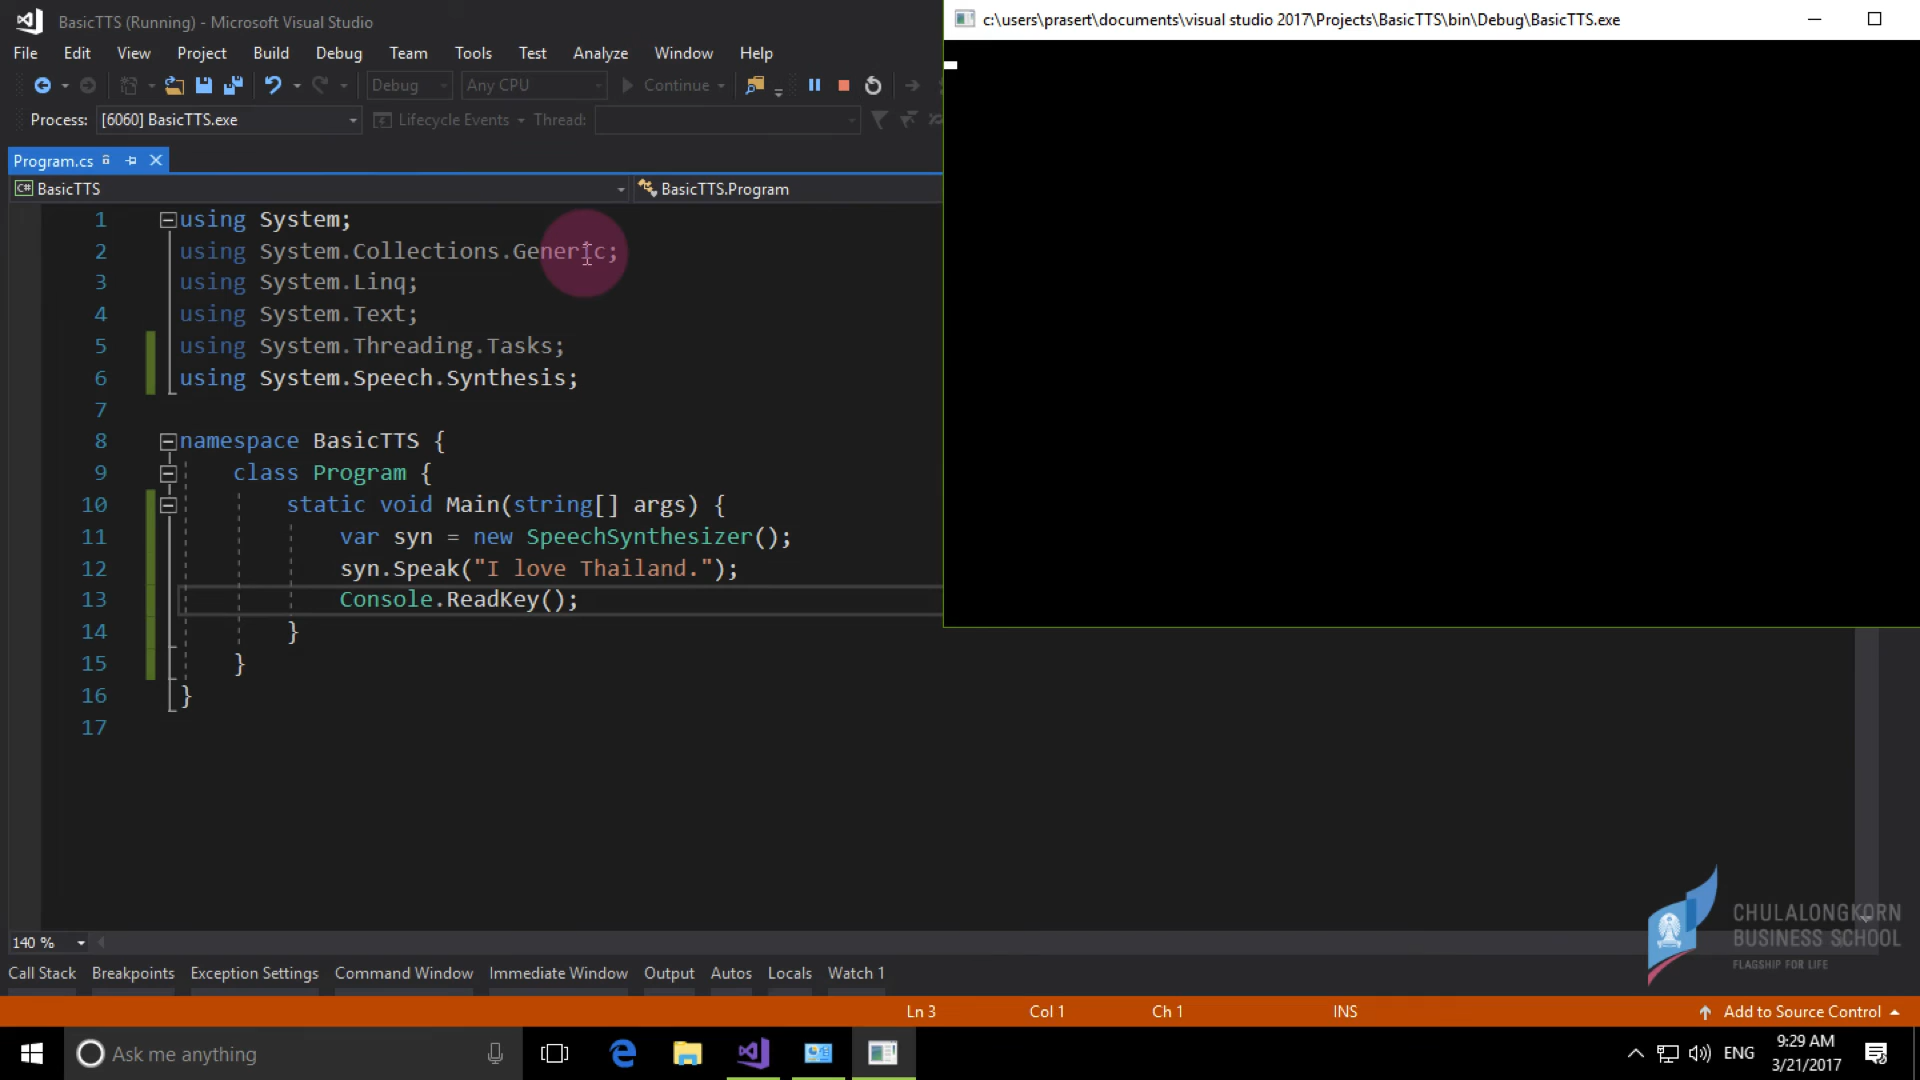 BasicTTS (Running) - Microsoft Visual Studio
c:\users\prasert\documents\visual studio 2017\Projects\BasicTTS\bin\Debug\BasicTTS.exe
File Edit View Project Build Debug Team Tools Test Analyze Window Help
Debug Any CPU Continue
Process: [6060] BasicTTS.exe Lifecycle Events Thread:
Program.cs
C# BasicTTS BasicTTS.Program
1 using System;
2 using System.Collections.Generic;
3 using System.Linq;
4 using System.Text;
5 using System.Threading.Tasks;
6 using System.Speech.Synthesis;
7
8 namespace BasicTTS {
9 class Program {
10 static void Main(string[] args) {
11 var syn = new SpeechSynthesizer();
12 syn.Speak("I love Thailand.");
13 Console.ReadKey();
14 }
15 }
16 }
17
CHULALONGKORN
BUSINESS SCHOOL
FLAGSHIP FOR LIFE
140 %
Call Stack Breakpoints Exception Settings Command Window Immediate Window Output Autos Locals Watch 1
Ln 3 Col 1 Ch 1 INS Add to Source Control
Ask me anything
ENG
9:29 AM
3/21/2017